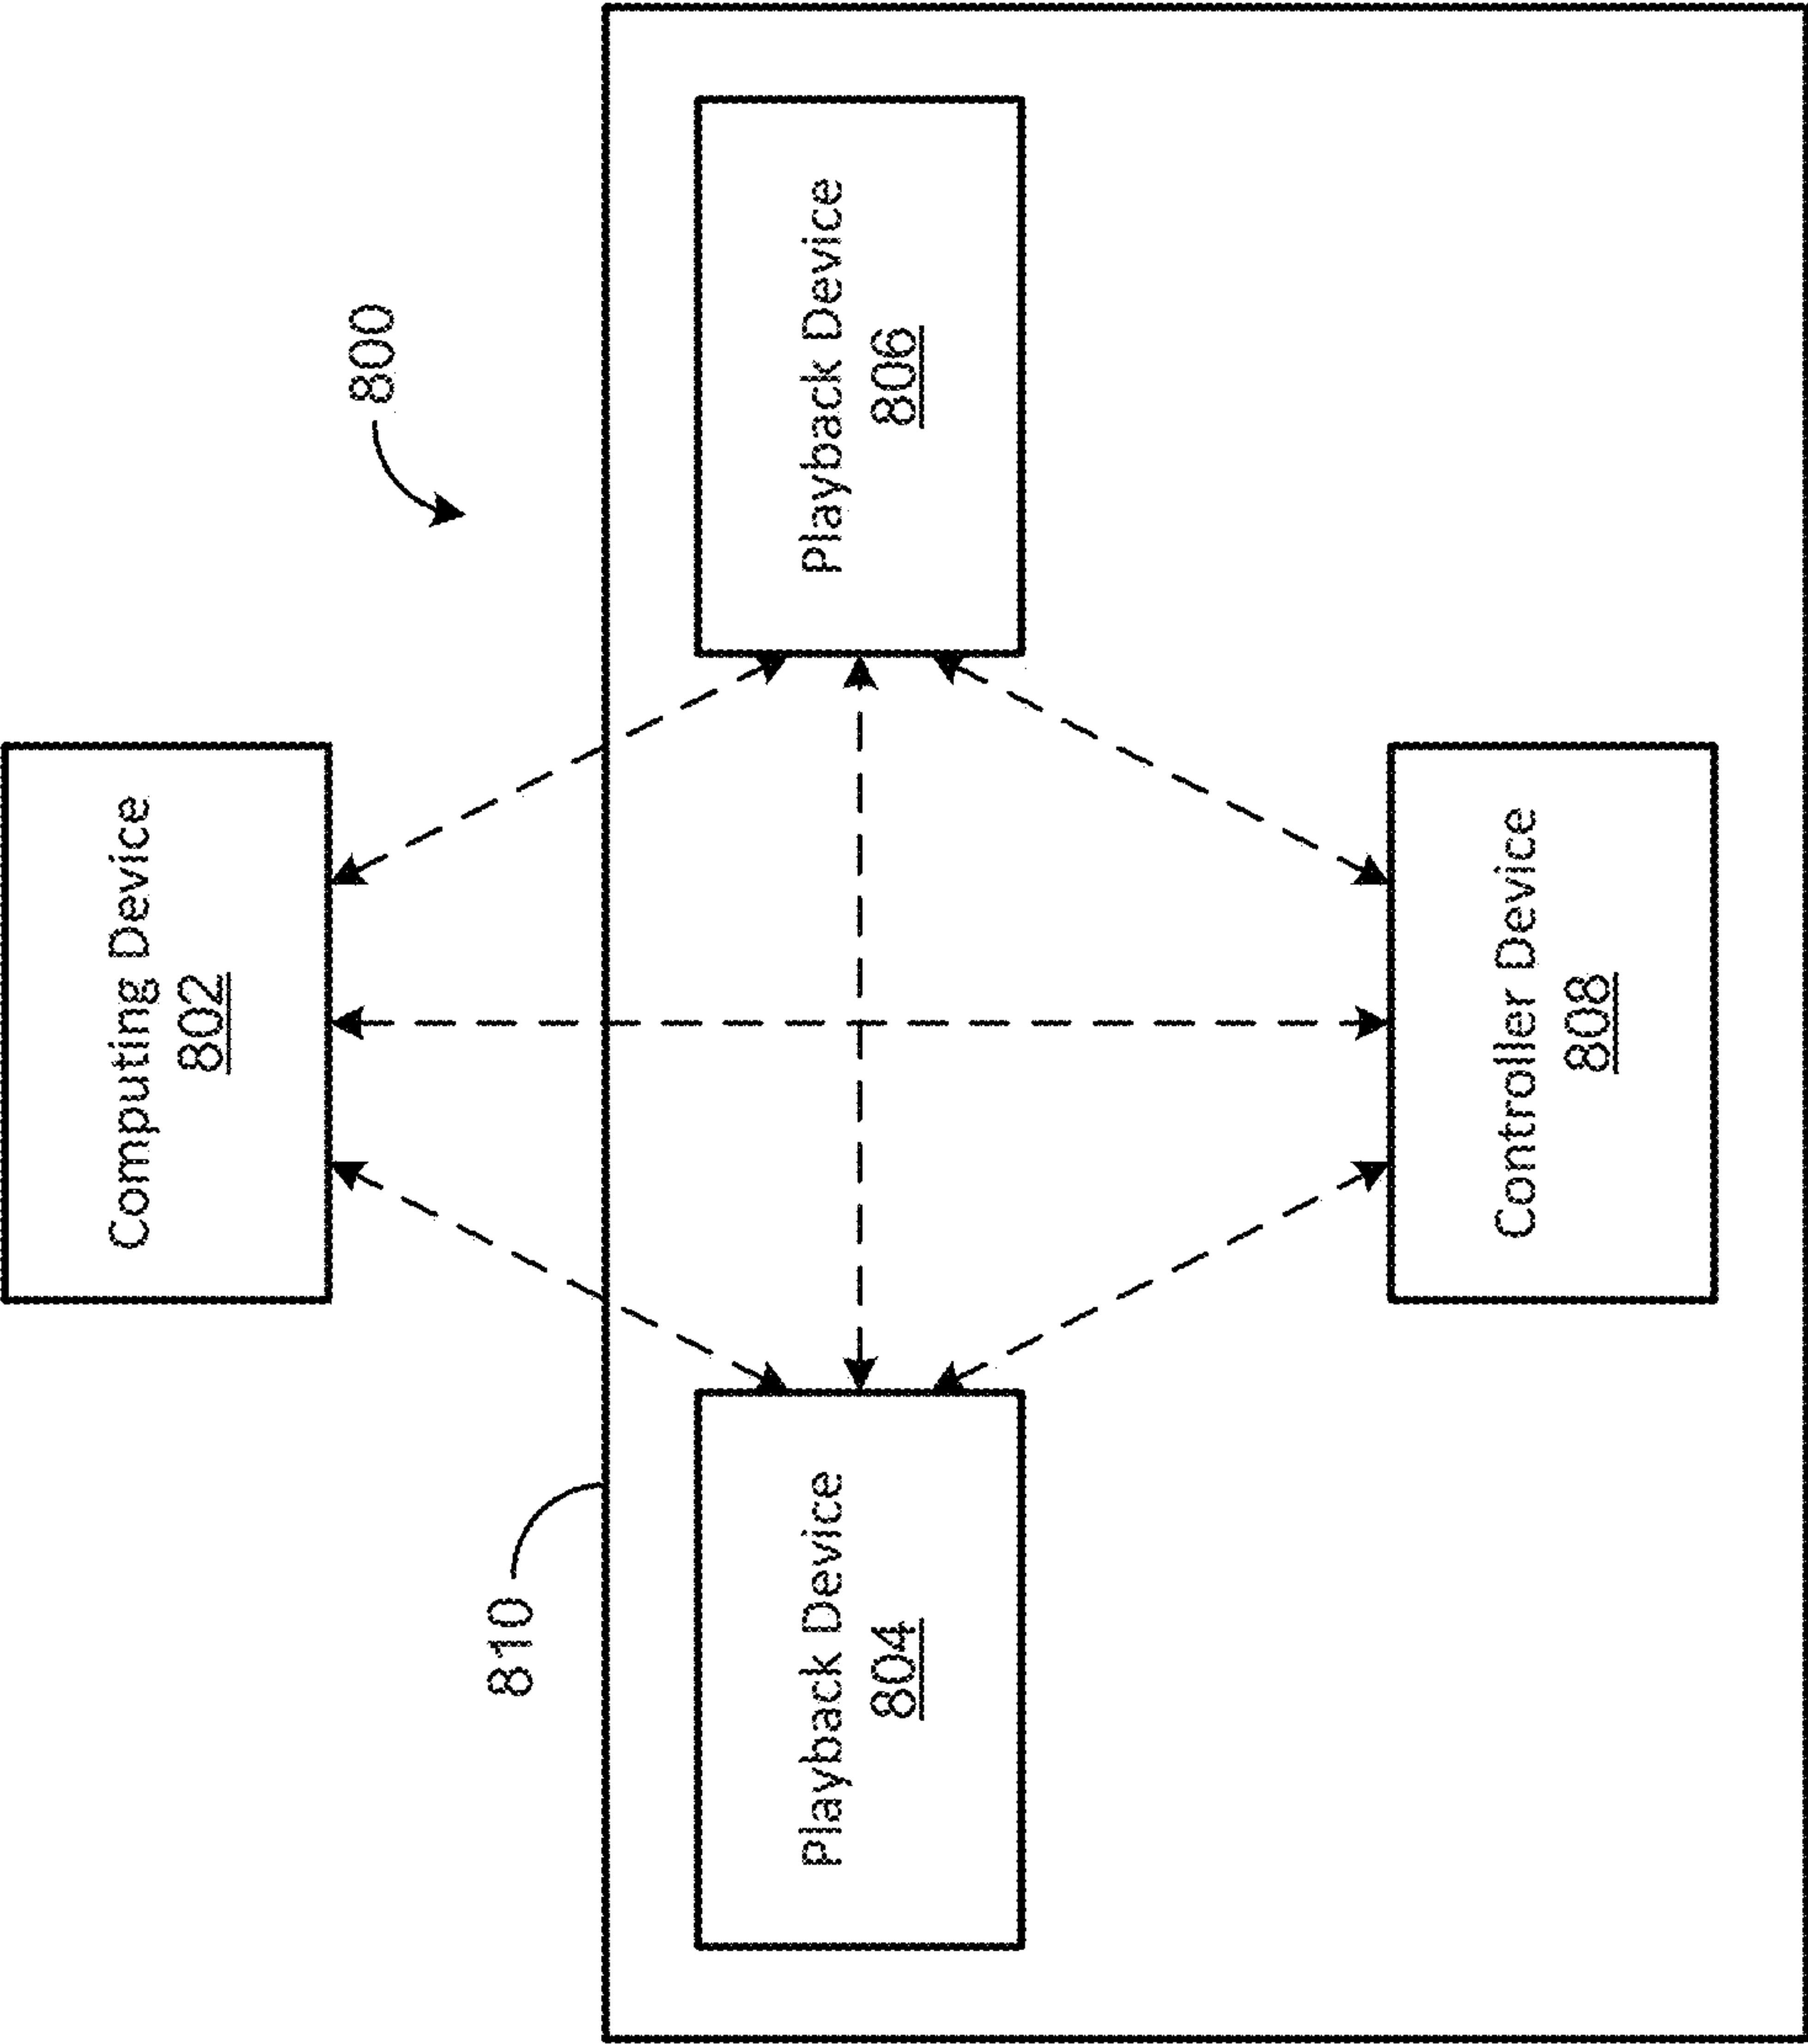 Computing Device
802
800
810
Playback Device
804
Playback Device
806
Controller Device
808